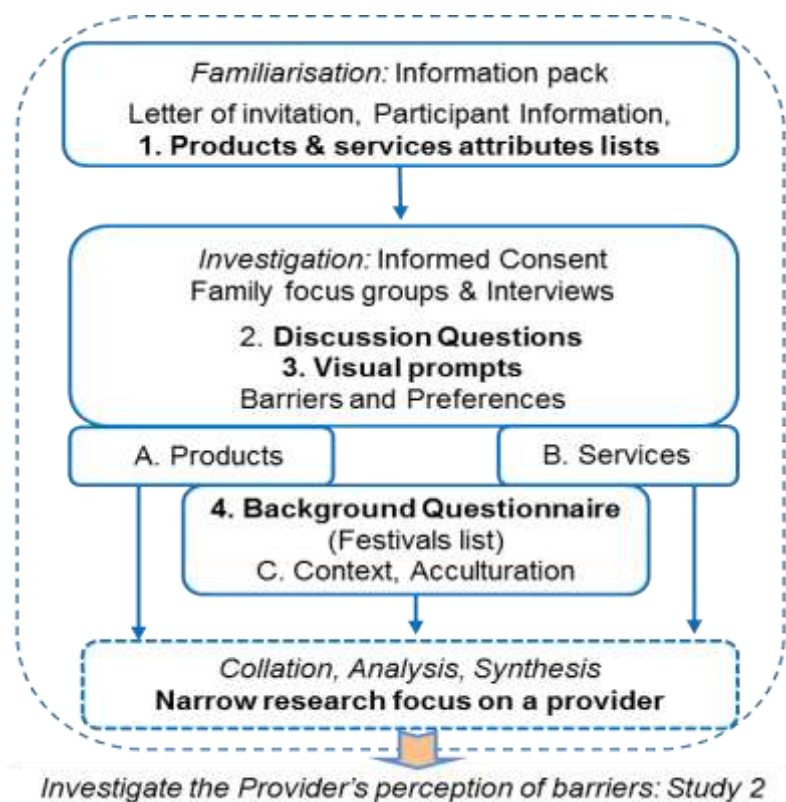 Familiarisation: Information pack
Letter of invitation, Participant Information,
1. Products & services attributes lists
Investigation: Informed Consent
Family focus groups & Interviews
2. Discussion Questions
3. Visual prompts
Barriers and Preferences
A. Products
B. Services
4. Background Questionnaire
(Festivals list)
C. Context, Acculturation
Collation, Analysis, Synthesis
Narrow research focus on a provider
Investigate the Provider's perception of barriers: Study 2